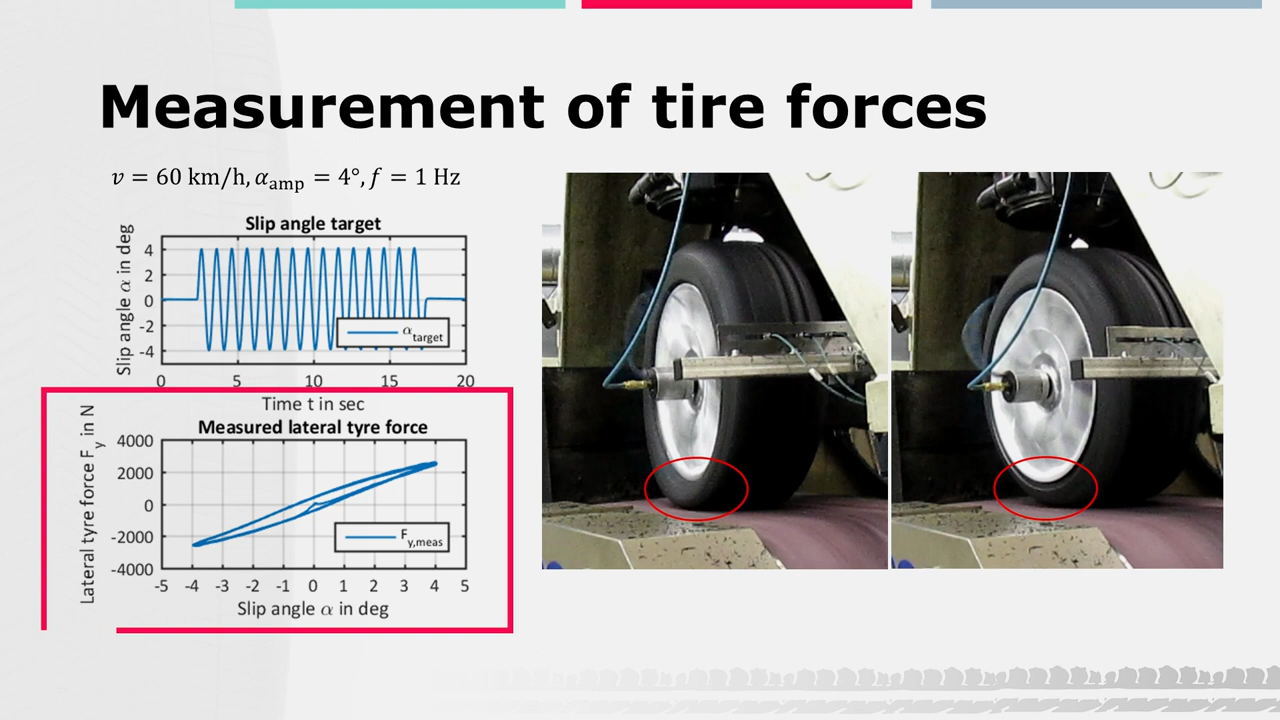 Measurement of tire forces
v = 60 km/h, α_amp = 4°, f = 1 Hz
Slip angle target
Slip angle α in deg
4
2
0
-2
-4
α_target
0 5 10 15 20
Time t in sec
Measured lateral tyre force
Lateral tyre force F_y in N
4000
2000
0
-2000
-4000
F_y,meas
-5 -4 -3 -2 -1 0 1 2 3 4 5
Slip angle α in deg